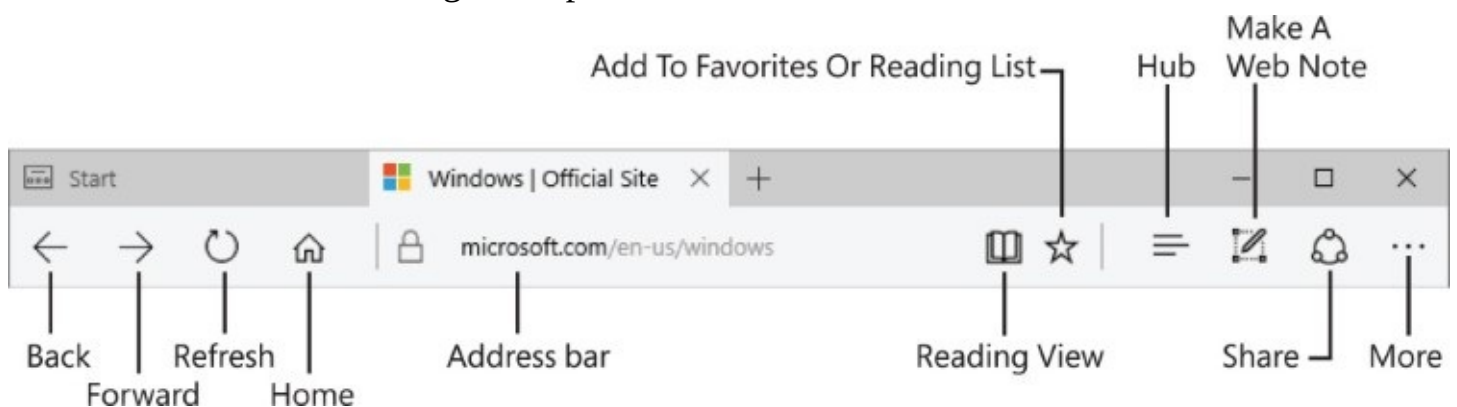 Make A
Add To Favorites Or Reading List Hub Web Note
Start Windows | Official Site
microsoft.com/en-us/windows
Back Refresh Address bar Reading View Share More
Forward Home